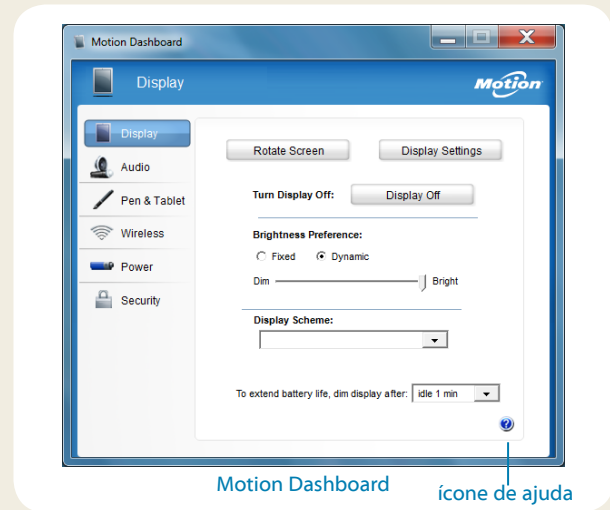 Motion Dashboard
Display
Motion
Display
Audio
Pen & Tablet
Wireless
Power
Security
Rotate Screen Display Settings
Turn Display Off: Display Off
Brightness Preference:
Fixed Dynamic
Dim Bright
Display Scheme:
To extend battery life, dim display after: idle 1 min
?
Motion Dashboard
ícone de ajuda